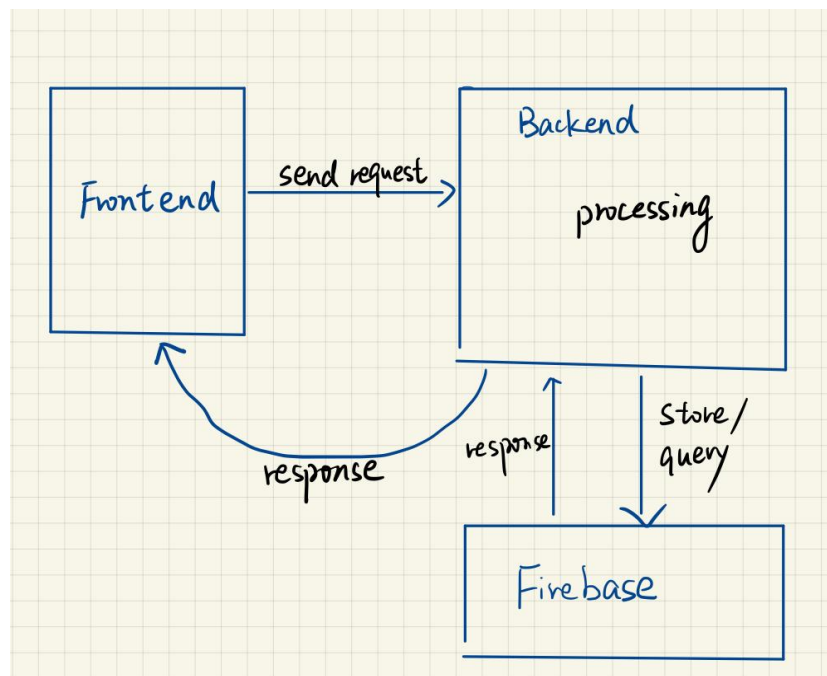 Frontend
send request
Backend
processing
response
response
store/
query
Firebase